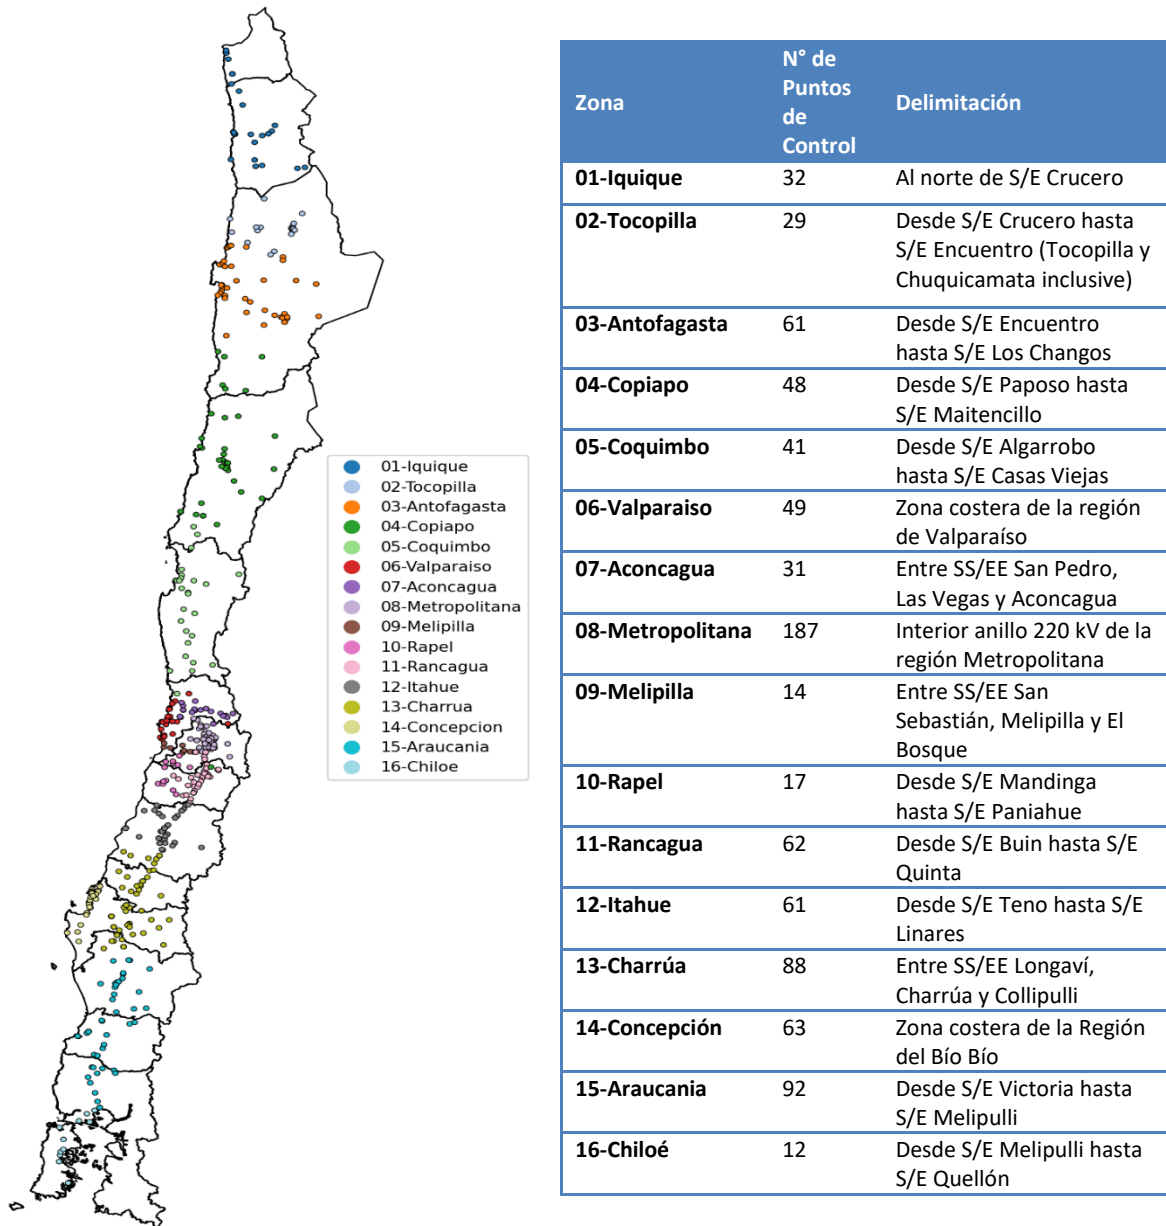 01-Iquique
02-Tocopilla
03-Antofagasta
04-Copiapo
05-Coquimbo
06-Valparaiso
07-Aconcagua
08-Metropolitana
09-Melipilla
10-Rapel
11-Rancagua
12-Itahue
13-Charrua
14-Concepcion
15-Araucania
16-Chiloe
Zona
N° de
Puntos
de
Control
Delimitación
01-Iquique 32 Al norte de S/E Crucero
02-Tocopilla 29 Desde S/E Crucero hasta
S/E Encuentro (Tocopilla y
Chuquicamata inclusive)
03-Antofagasta 61 Desde S/E Encuentro
hasta S/E Los Changos
04-Copiapo 48 Desde S/E Paposo hasta
S/E Maitencillo
05-Coquimbo 41 Desde S/E Algarrobo
hasta S/E Casas Viejas
06-Valparaiso 49 Zona costera de la región
de Valparaíso
07-Aconcagua 31 Entre SS/EE San Pedro,
Las Vegas y Aconcagua
08-Metropolitana 187 Interior anillo 220 kV de la
región Metropolitana
09-Melipilla 14 Entre SS/EE San
Sebastián, Melipilla y El
Bosque
10-Rapel 17 Desde S/E Mandinga
hasta S/E Paniahue
11-Rancagua 62 Desde S/E Buin hasta S/E
Quinta
12-Itahue 61 Desde S/E Teno hasta S/E
Linares
13-Charrúa 88 Entre SS/EE Longaví,
Charrúa y Collipulli
14-Concepción 63 Zona costera de la Región
del Bío Bío
15-Araucania 92 Desde S/E Victoria hasta
S/E Melipulli
16-Chiloé 12 Desde S/E Melipulli hasta
S/E Quellón